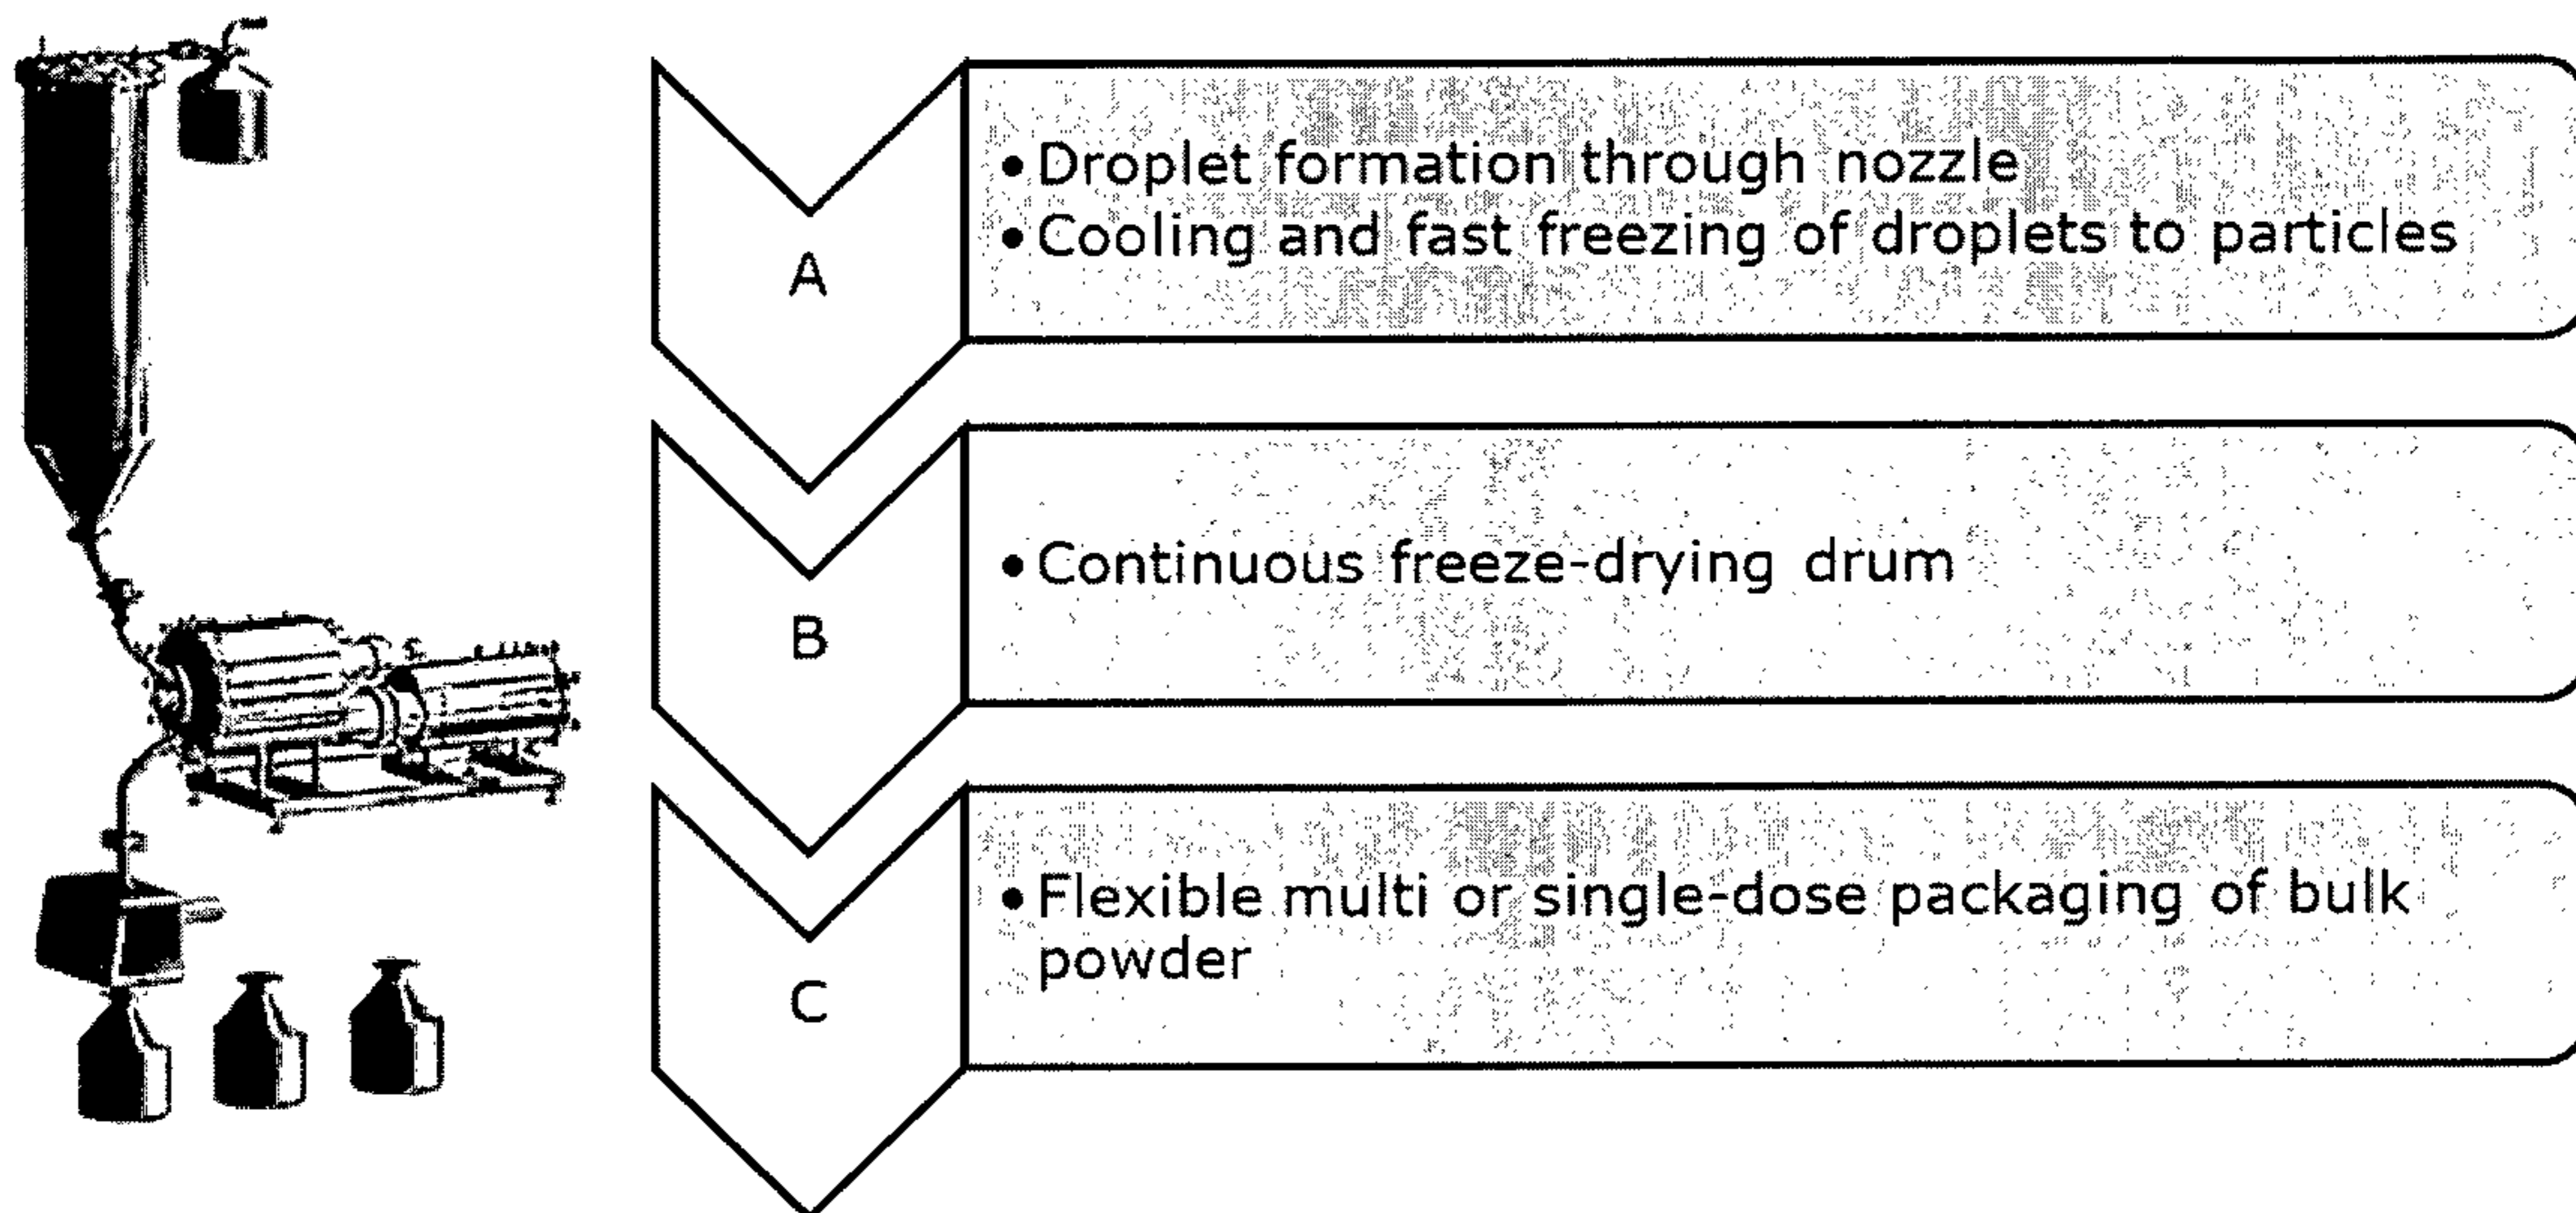 A
• Droplet formation through nozzle
• Cooling and fast freezing of droplets to particles
B
• Continuous freeze-drying drum
C
• Flexible multi or single-dose packaging of bulk
powder